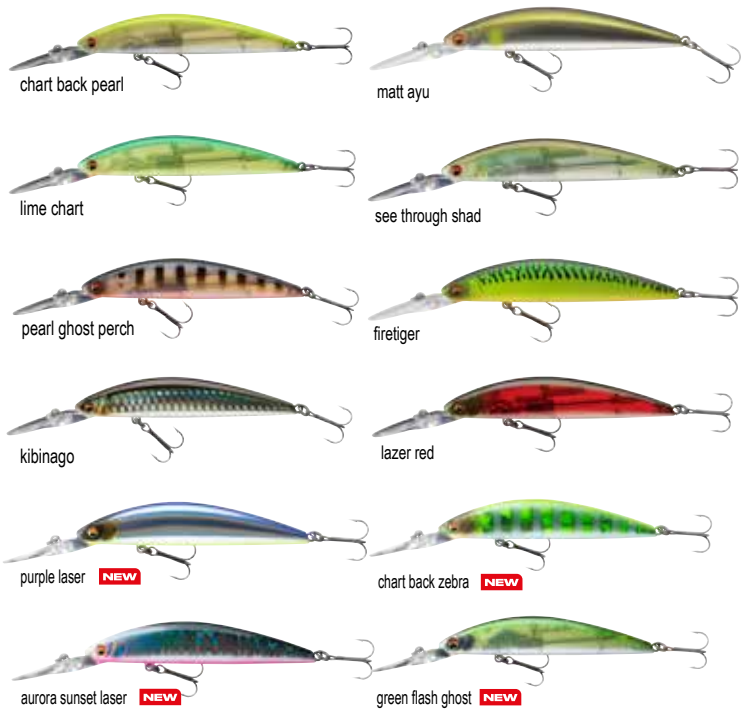 chart back pearl
matt ayu
lime chart
see through shad
pearl ghost perch
firetiger
kibinago
lazer red
purple laser NEW
chart back zebra NEW
aurora sunset laser NEW
green flash ghost NEW